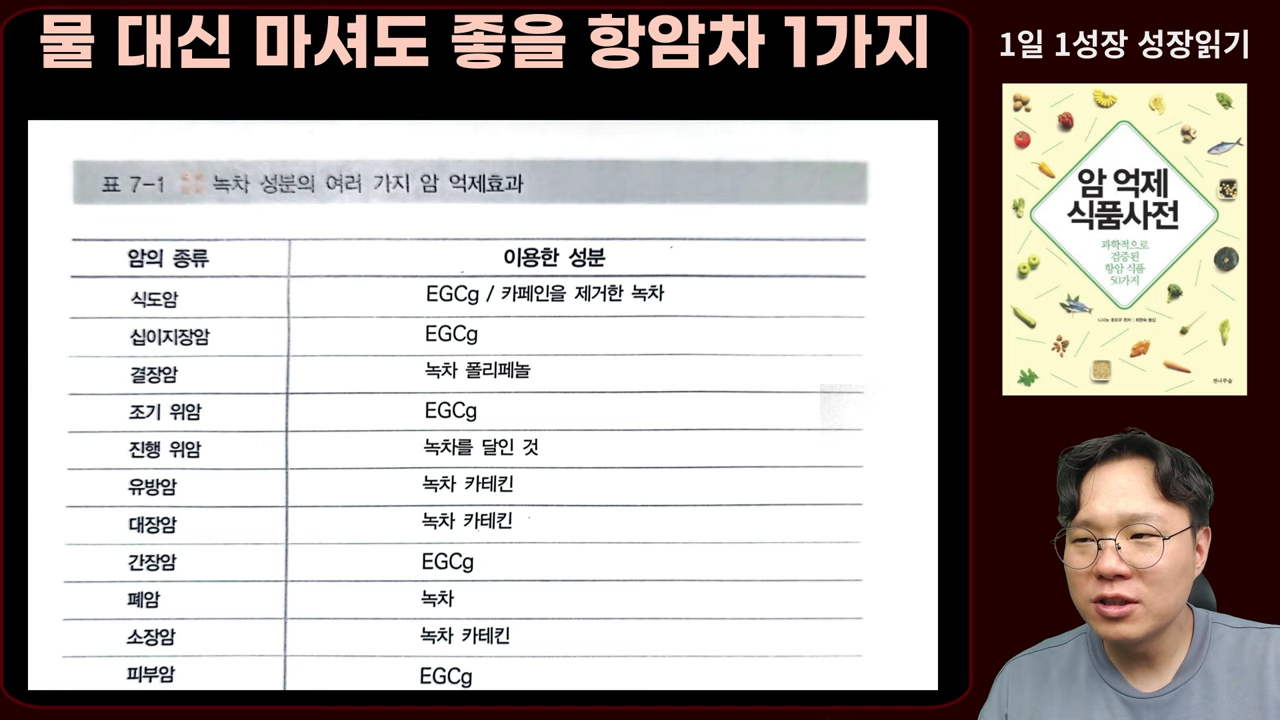 물 대신 마셔도 좋을 항암차 1가지
1일 1성장 성장읽기
표 7-1 녹차 성분의 여러 가지 암 억제효과
암의 종류 이용한 성분
식도암 EGCg / 카페인을 제거한 녹차
십이지장암 EGCg
결장암 녹차 폴리페놀
조기 위암 EGCg
진행 위암 녹차를 달인 것
유방암 녹차 카테킨
대장암 녹차 카테킨
간장암 EGCg
폐암 녹차
소장암 녹차 카테킨
피부암 EGCg
암 억제
식품사전
과학적으로
검증된
항암 식품
50가지
전나무숲